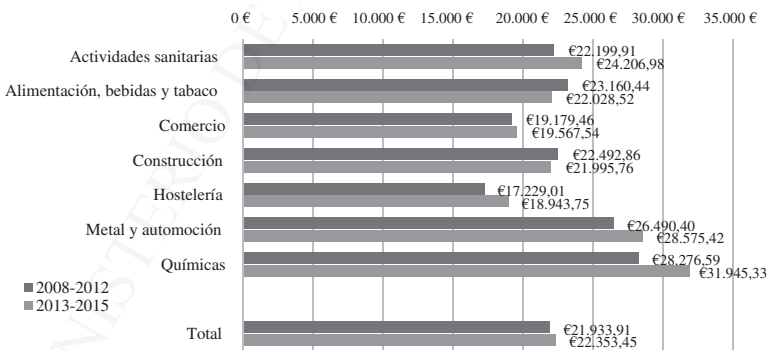 0 € 5.000 € 10.000 € 15.000 € 20.000 € 25.000 € 30.000 € 35.000 €
Actividades sanitarias €22.199,91
€24.206,98
Alimentación, bebidas y tabaco €23.160,44
€22.028,52
Comercio €19.179,46
€19.567,54
Construcción €22.492,86
€21.995,76
Hostelería €17.229,01
€18.943,75
Metal y automoción €26.490,40
€28.575,42
Químicas €28.276,59
€31.945,33
2008-2012
2013-2015
Total €21.933,91
€22.353,45